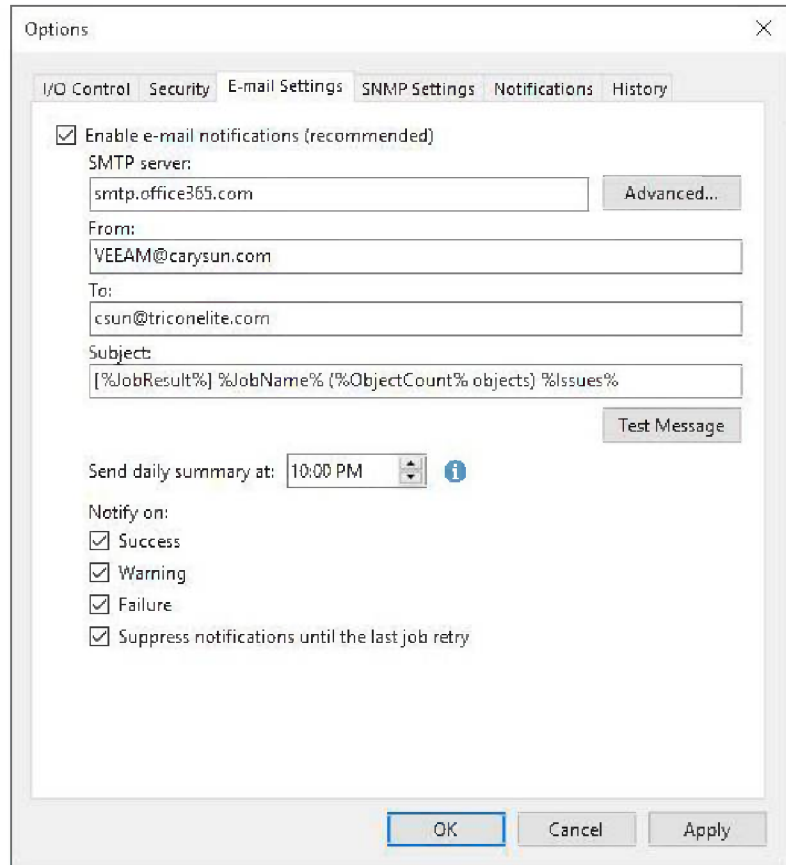 Options
I/O Control Security E-mail Settings SNMP Settings Notifications History
Enable e-mail notifications (recommended)
SMTP server:
smtp.office365.com Advanced...
From:
VEEAM@carysun.com
To:
csun@triconelite.com
Subject:
[%JobResult%] %JobName% (%ObjectCount% objects) %Issues%
Test Message
Send daily summary at: 10:00 PM
Notify on:
Success
Warning
Failure
Suppress notifications until the last job retry
OK Cancel Apply